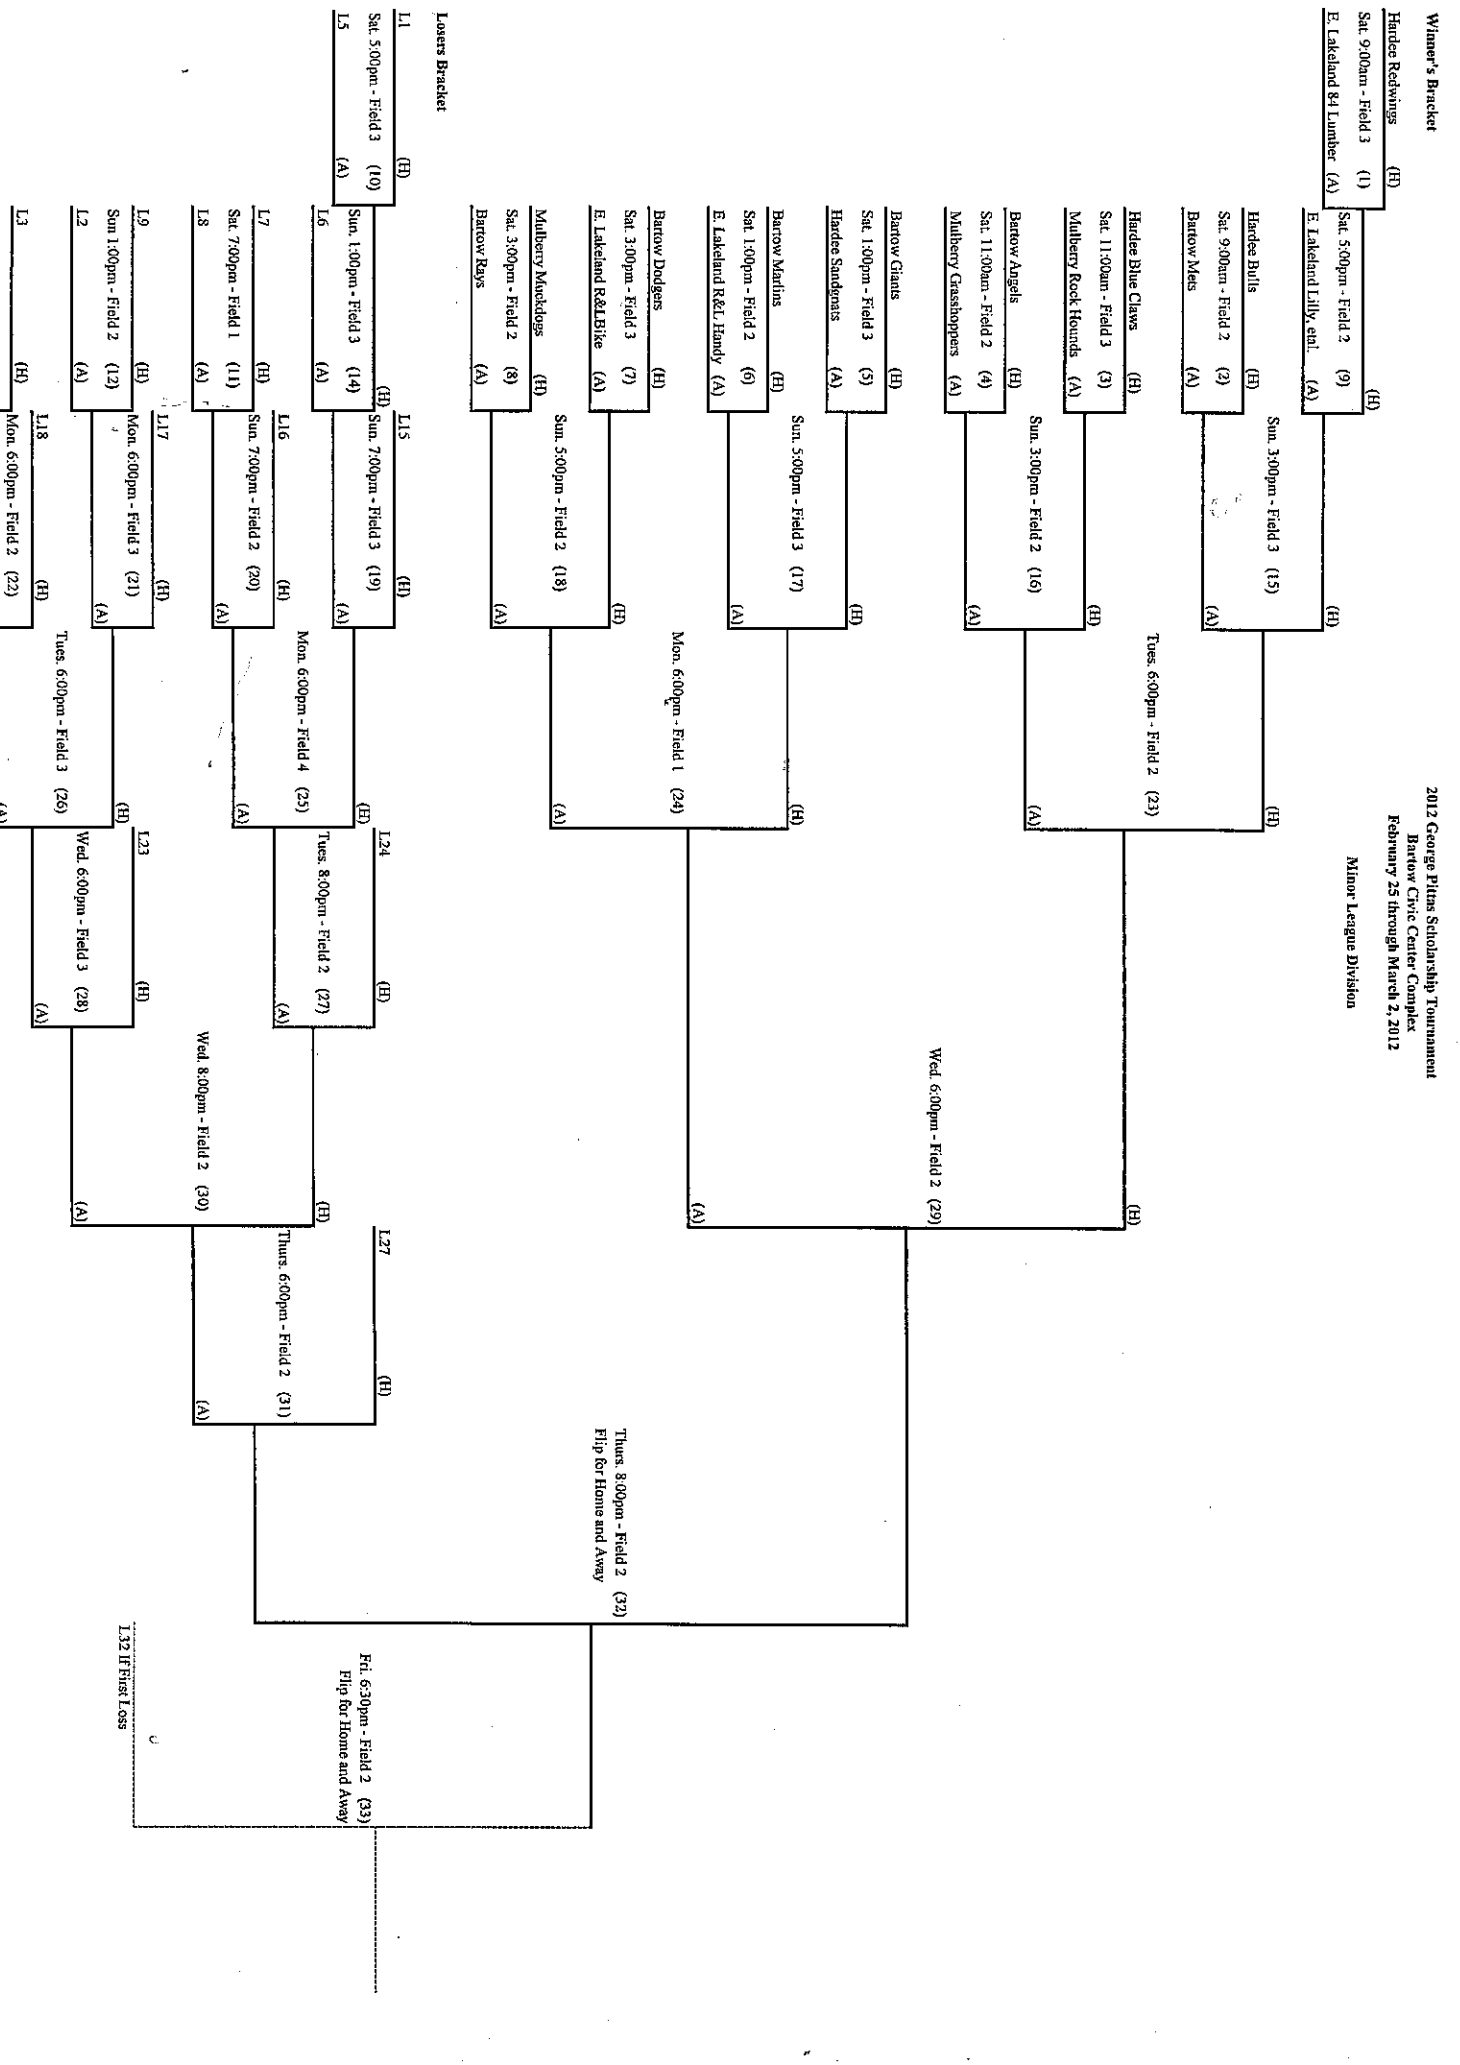 2012 George Pittas Scholarship Tournament
Bartow Civic Center Complex
February 25 through March 2, 2012
Minor League Division
Winner's Bracket
Hardee Redwings (H)
Sat. 9:00am - Field 3 (1)
E. Lakeland 84 Lumber (A)
(H)
Sat. 5:00pm - Field 2 (9)
E. Lakeland Lilly, etal. (A)
Hardee Bulls (H)
Sat. 9:00am - Field 2 (2)
Bartow Mets (A)
Hardee Blue Claws (H)
Sat. 11:00am - Field 3 (3)
Mulberry Rock Hounds (A)
Bartow Angels (H)
Sat. 11:00am - Field 2 (4)
Mulberry Grasshoppers (A)
Bartow Giants (H)
Sat. 1:00pm - Field 3 (5)
Hardee Sandgnats (A)
Bartow Marlins (H)
Sat. 1:00pm - Field 2 (6)
E. Lakeland R&L Handy (A)
Bartow Dodgers (H)
Sat. 3:00pm - Field 3 (7)
E. Lakeland R&LBike (A)
Mulberry Muckdogs (H)
Sat. 3:00pm - Field 2 (8)
Bartow Rays (A)
(H)
Sun. 3:00pm - Field 3 (15)
(A)
(H)
Sun. 3:00pm - Field 2 (16)
(A)
(H)
Sun. 5:00pm - Field 3 (17)
(A)
(H)
Sun. 5:00pm - Field 2 (18)
(A)
(H)
Tues. 6:00pm - Field 2 (23)
(A)
(H)
Mon. 6:00pm - Field 1 (24)
(A)
(H)
Wed. 6:00pm - Field 2 (29)
(A)
Thurs. 8:00pm - Field 2 (32)
Flip for Home and Away
Fri. 6:30pm - Field 2 (33)
Flip for Home and Away
L32 If First Loss
Losers Bracket
L1 (H)
Sat. 5:00pm - Field 3 (10)
L5 (A)
(H)
Sun. 1:00pm - Field 3 (14)
L6 (A)
L7 (H)
Sat. 7:00pm - Field 1 (11)
L8 (A)
L9 (H)
Sun 1:00pm - Field 2 (12)
L2 (A)
L3 (H)
L15 (H)
Sun. 7:00pm - Field 3 (19)
(A)
L16 (H)
Sun. 7:00pm - Field 2 (20)
(A)
L17 (H)
Mon. 6:00pm - Field 3 (21)
(A)
L18 (H)
Mon. 6:00pm - Field 2 (22)
(H)
Mon. 6:00pm - Field 4 (25)
(A)
(H)
Tues. 6:00pm - Field 3 (26)
(A)
L24 (H)
Tues. 8:00pm - Field 2 (27)
(A)
L23 (H)
Wed. 6:00pm - Field 3 (28)
(A)
(H)
Wed. 8:00pm - Field 2 (30)
(A)
L27 (H)
Thurs. 6:00pm - Field 2 (31)
(A)